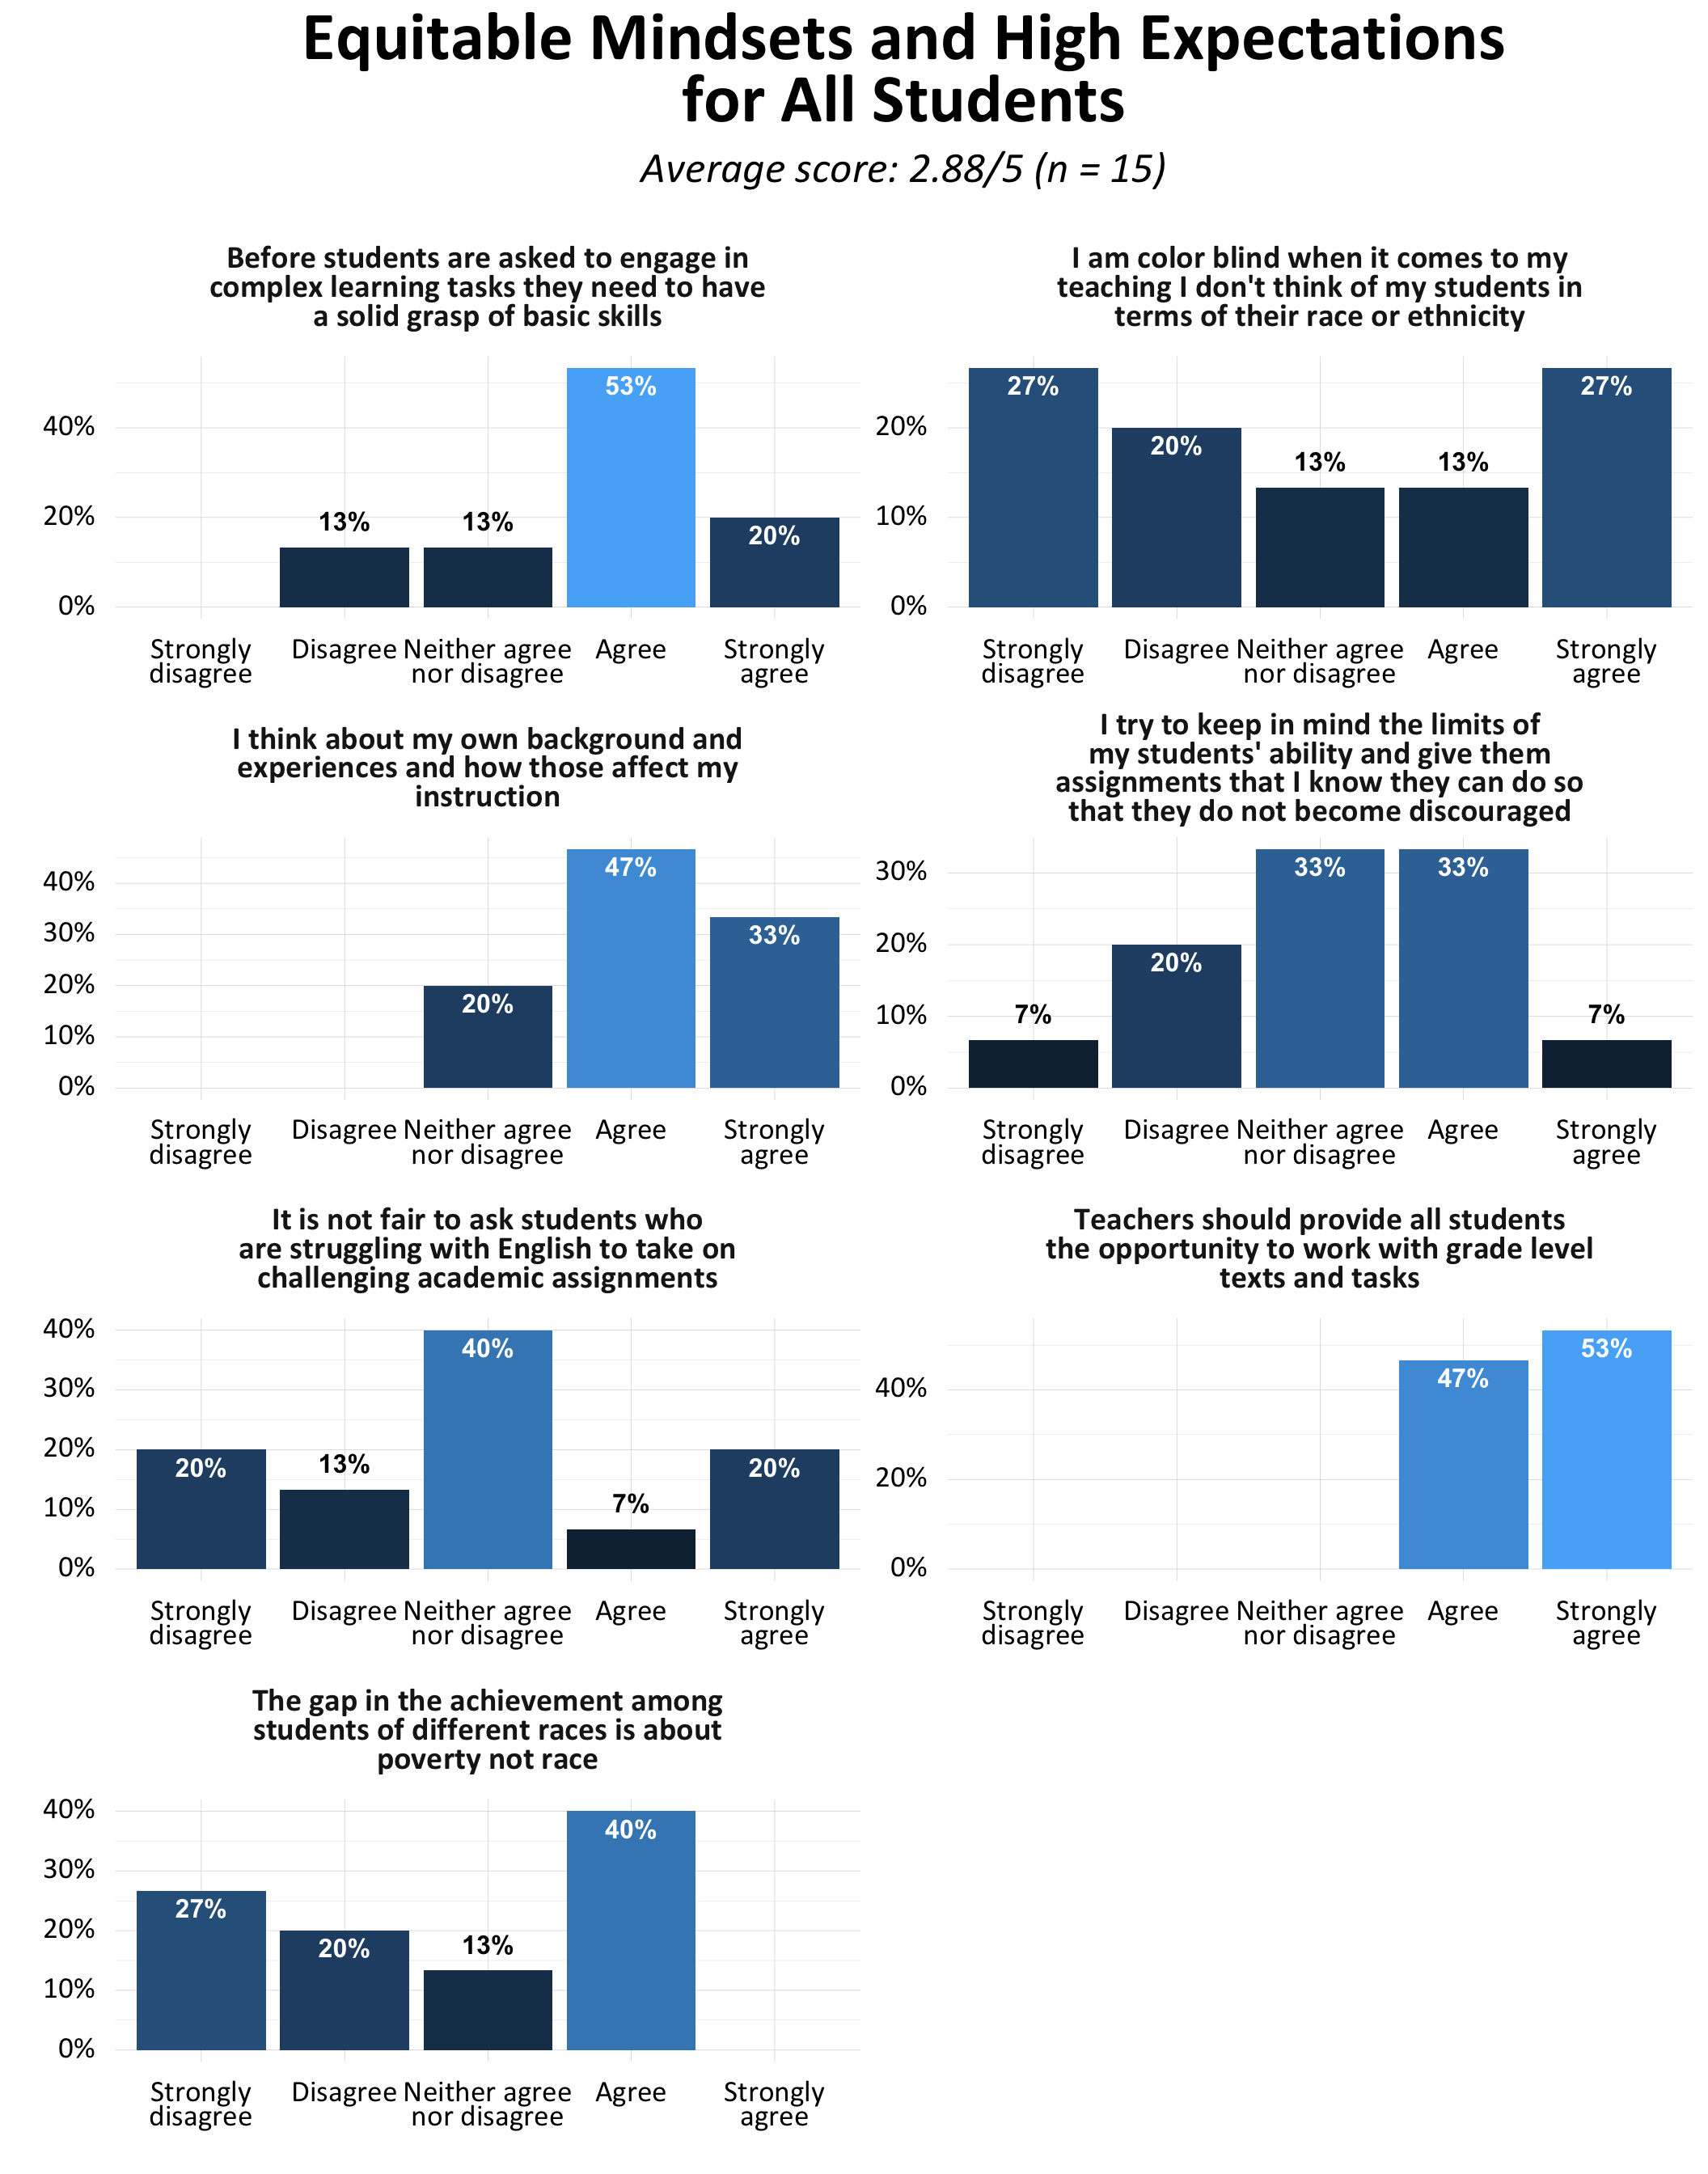 Equitable Mindsets and High Expectations
for All Students
Average score: 2.88/5 (n = 15)
Before students are asked to engage in
complex learning tasks they need to have
a solid grasp of basic skills
40%
20%
0%
13%
13%
53%
20%
Strongly
disagree
Disagree
Neither agree
nor disagree
Agree
Strongly
agree
I am color blind when it comes to my
teaching I don't think of my students in
terms of their race or ethnicity
20%
10%
0%
27%
20%
13%
13%
27%
Strongly
disagree
Disagree
Neither agree
nor disagree
Agree
Strongly
agree
I think about my own background and
experiences and how those affect my
instruction
40%
30%
20%
10%
0%
20%
47%
33%
Strongly
disagree
Disagree
Neither agree
nor disagree
Agree
Strongly
agree
I try to keep in mind the limits of
my students' ability and give them
assignments that I know they can do so
that they do not become discouraged
30%
20%
10%
0%
7%
20%
33%
33%
7%
Strongly
disagree
Disagree
Neither agree
nor disagree
Agree
Strongly
agree
It is not fair to ask students who
are struggling with English to take on
challenging academic assignments
40%
30%
20%
10%
0%
20%
13%
40%
7%
20%
Strongly
disagree
Disagree
Neither agree
nor disagree
Agree
Strongly
agree
Teachers should provide all students
the opportunity to work with grade level
texts and tasks
40%
20%
0%
47%
53%
Strongly
disagree
Disagree
Neither agree
nor disagree
Agree
Strongly
agree
The gap in the achievement among
students of different races is about
poverty not race
40%
30%
20%
10%
0%
27%
20%
13%
40%
Strongly
disagree
Disagree
Neither agree
nor disagree
Agree
Strongly
agree